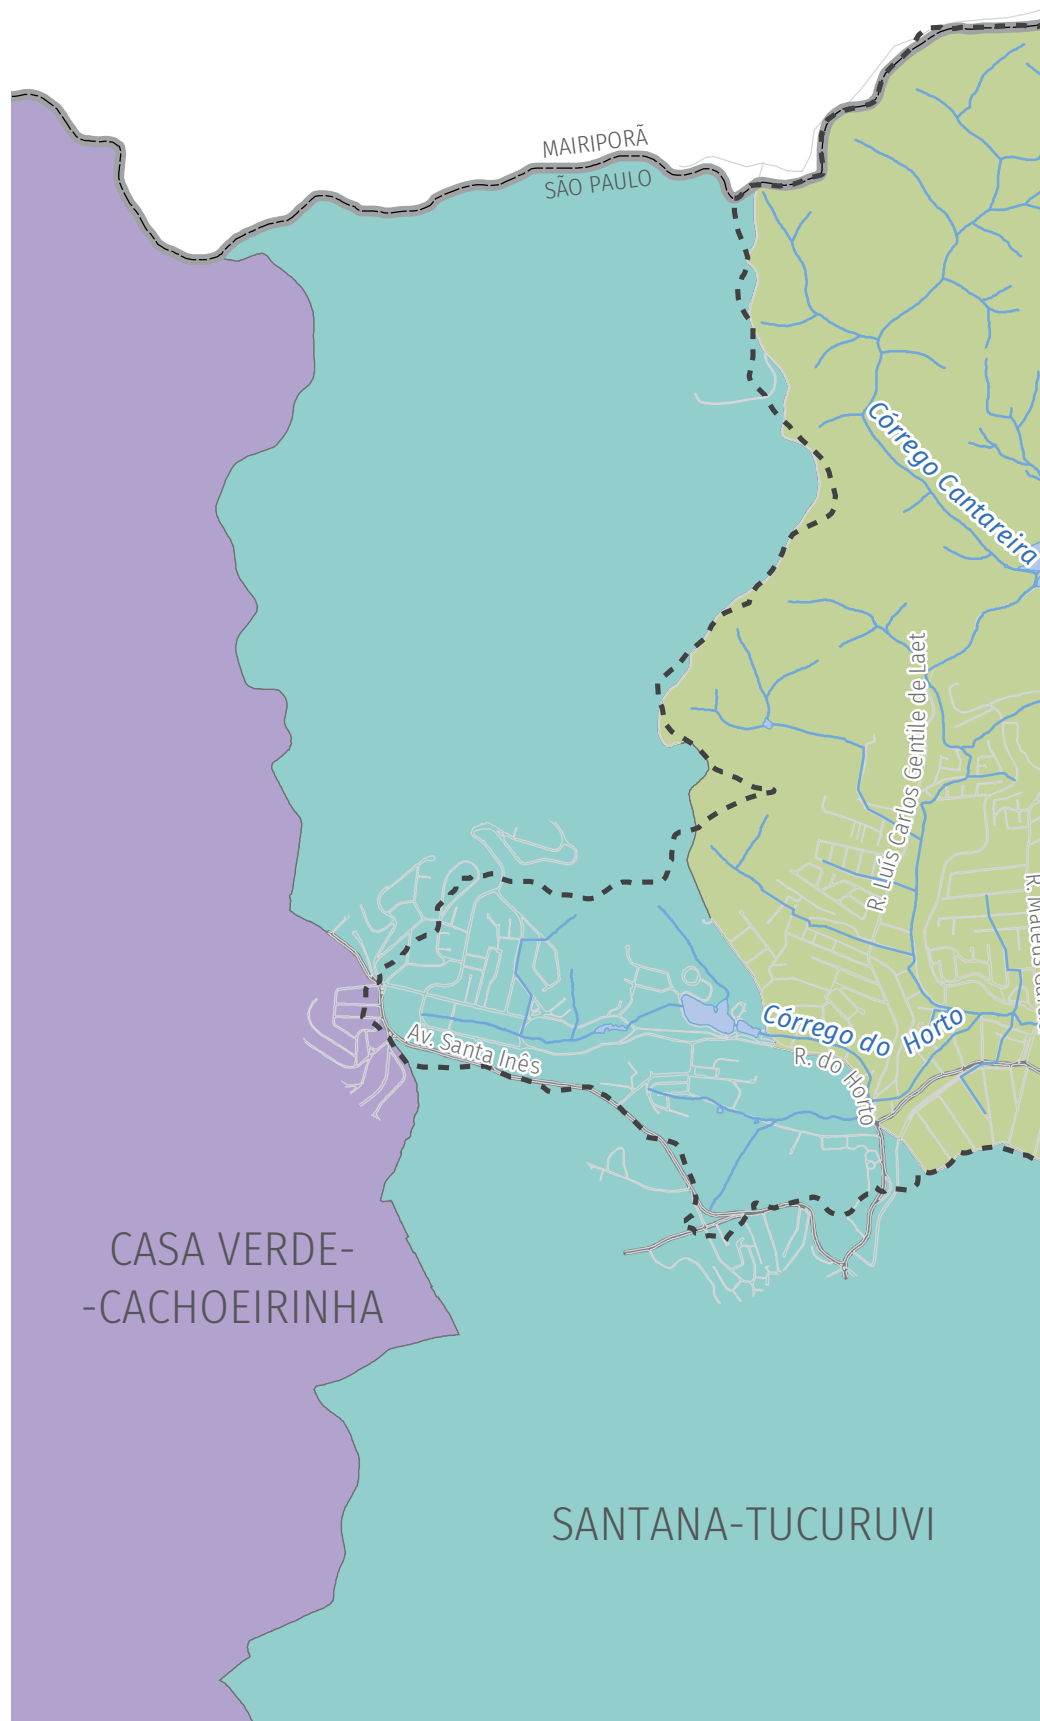 MAIRIPORÃ
SÃO PAULO
Córrego Cantareira
R. Luís Carlos Gentile de Laet
R. Mateus
Córrego do Horto
Av. Santa Inês
R. do Horto
CASA VERDE-
-CACHOEIRINHA
SANTANA-TUCURUVI